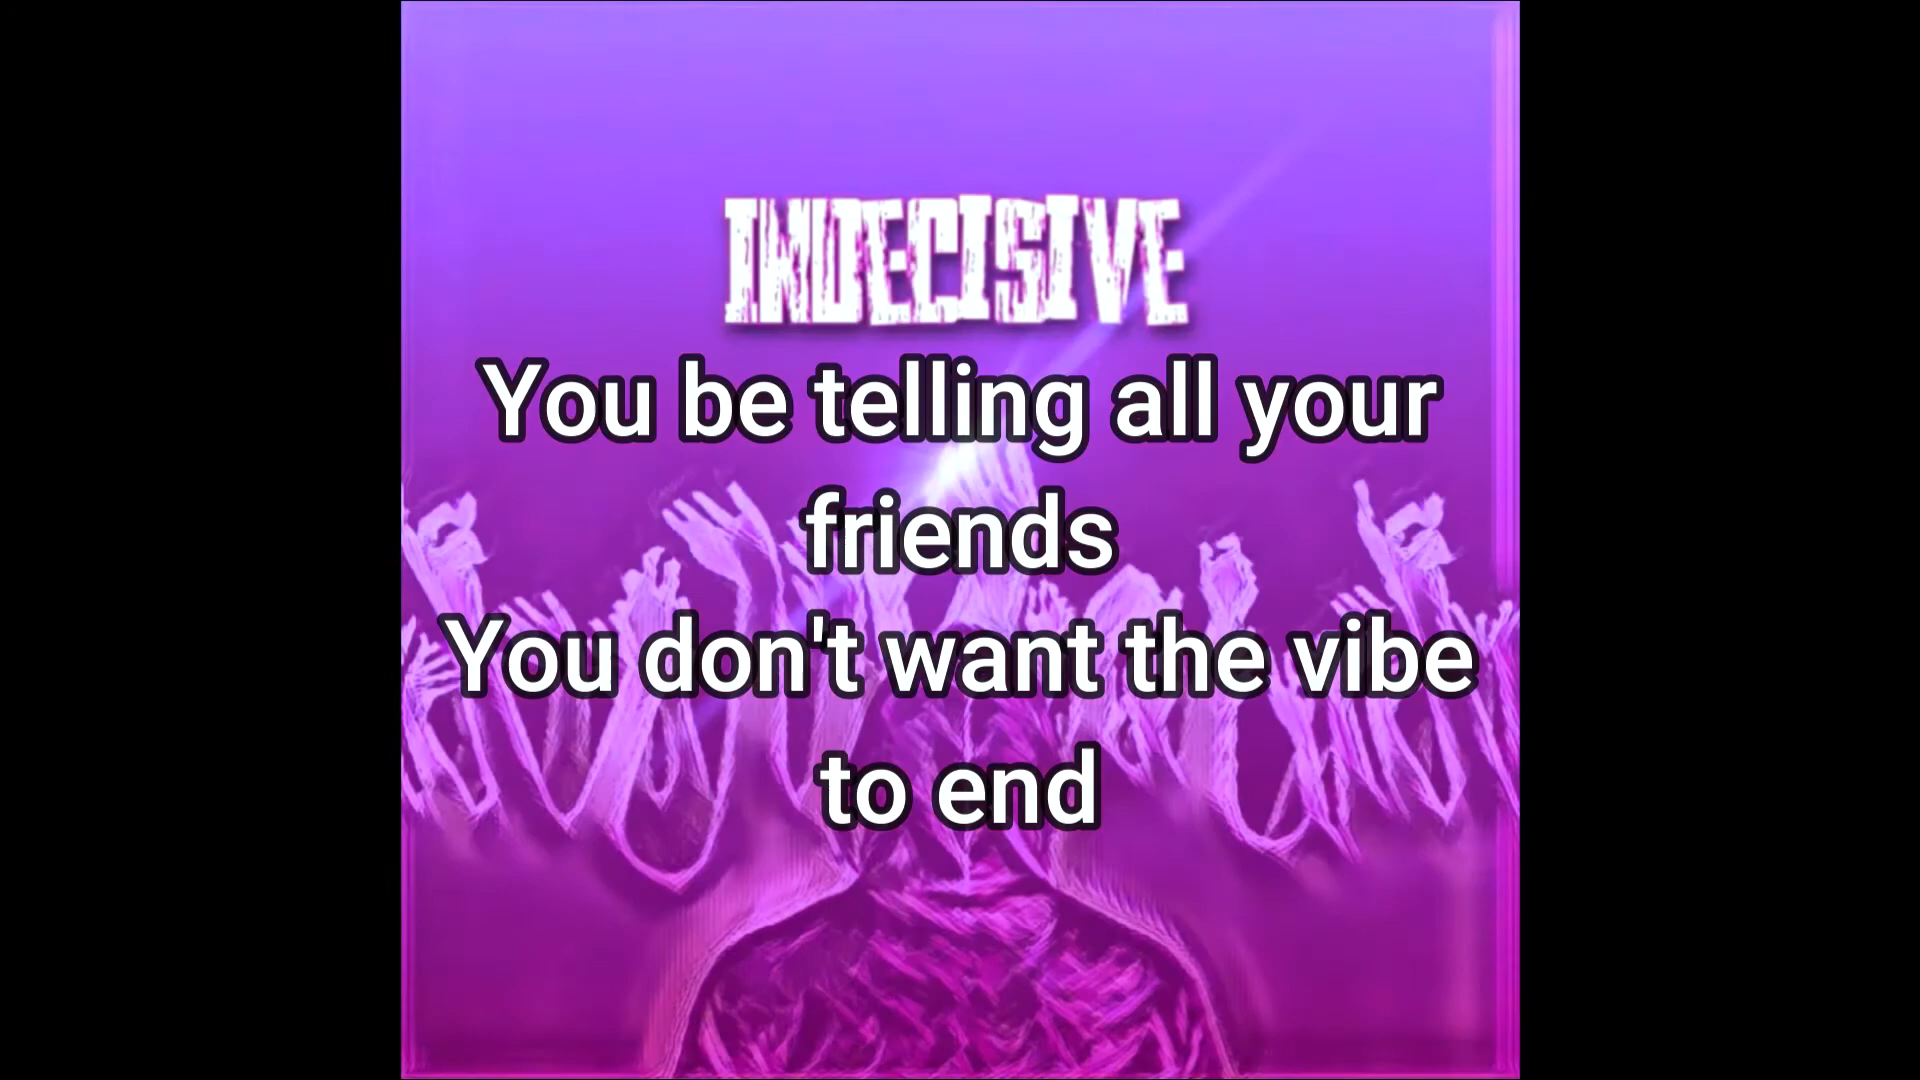 INDECISIVE
You be telling all your
friends
You don't want the vibe
to end